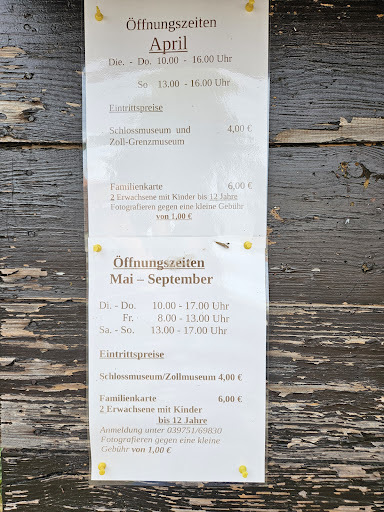 Öffnungszeiten
April
Die. - Do. 10.00 - 16.00 Uhr
So 13.00 - 16.00 Uhr
Eintrittspreise
Schlossmuseum und 4,00 €
Zoll-Grenzmuseum
Familienkarte 6,00 €
2 Erwachsene mit Kinder bis 12 Jahre
Fotografieren gegen eine kleine Gebühr
von 1,00 €
Öffnungszeiten
Mai – September
Di. - Do. 10.00 - 17.00 Uhr
Fr. 8.00 - 13.00 Uhr
Sa. - So. 13.00 - 17.00 Uhr
Eintrittspreise
Schlossmuseum/Zollmuseum 4,00 €
Familienkarte 6,00 €
2 Erwachsene mit Kinder
bis 12 Jahre
Anmeldung unter 039751/69830
Fotografieren gegen eine kleine
Gebühr von 1,00 €